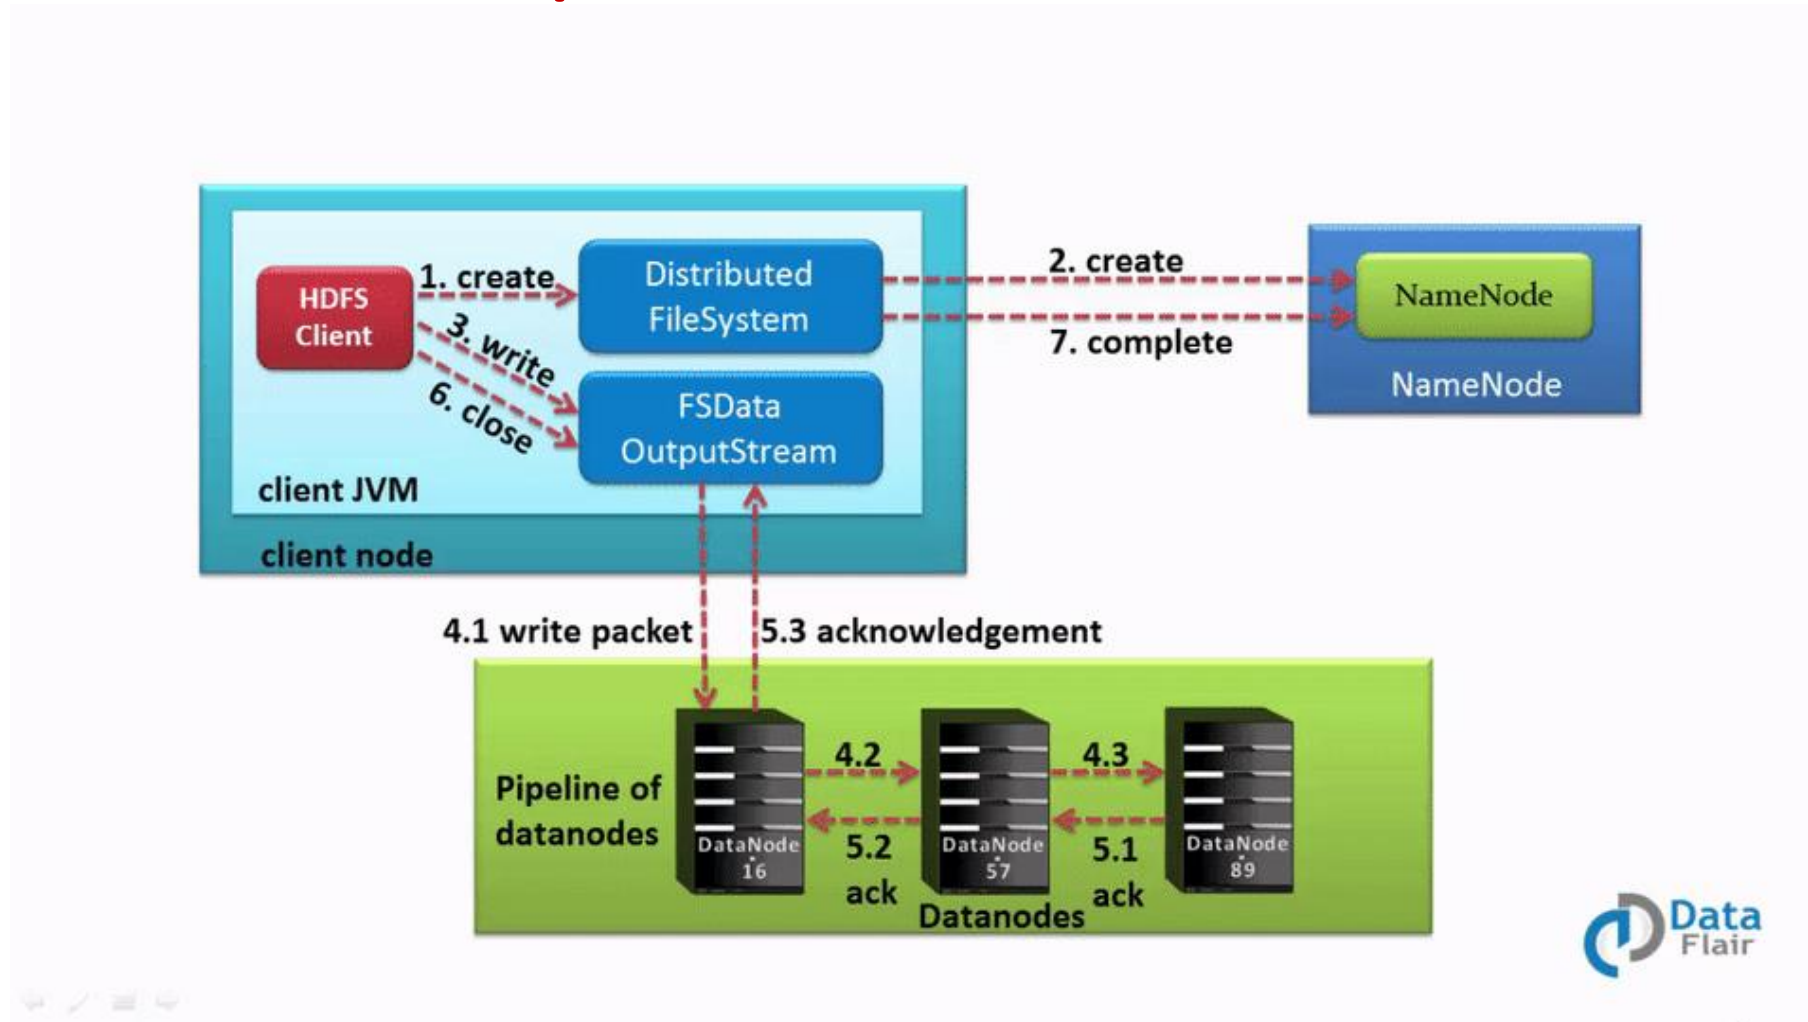 1. create
HDFS
Client
Distributed
FileSystem
2. create
NameNode
3. write
7. complete
6. close
FSData
OutputStream
NameNode
client JVM
client node
4.1 write packet
5.3 acknowledgement
4.2
4.3
Pipeline of
datanodes
DataNode
16
5.2
ack
DataNode
57
5.1
ack
DataNode
89
Datanodes
Data
Flair